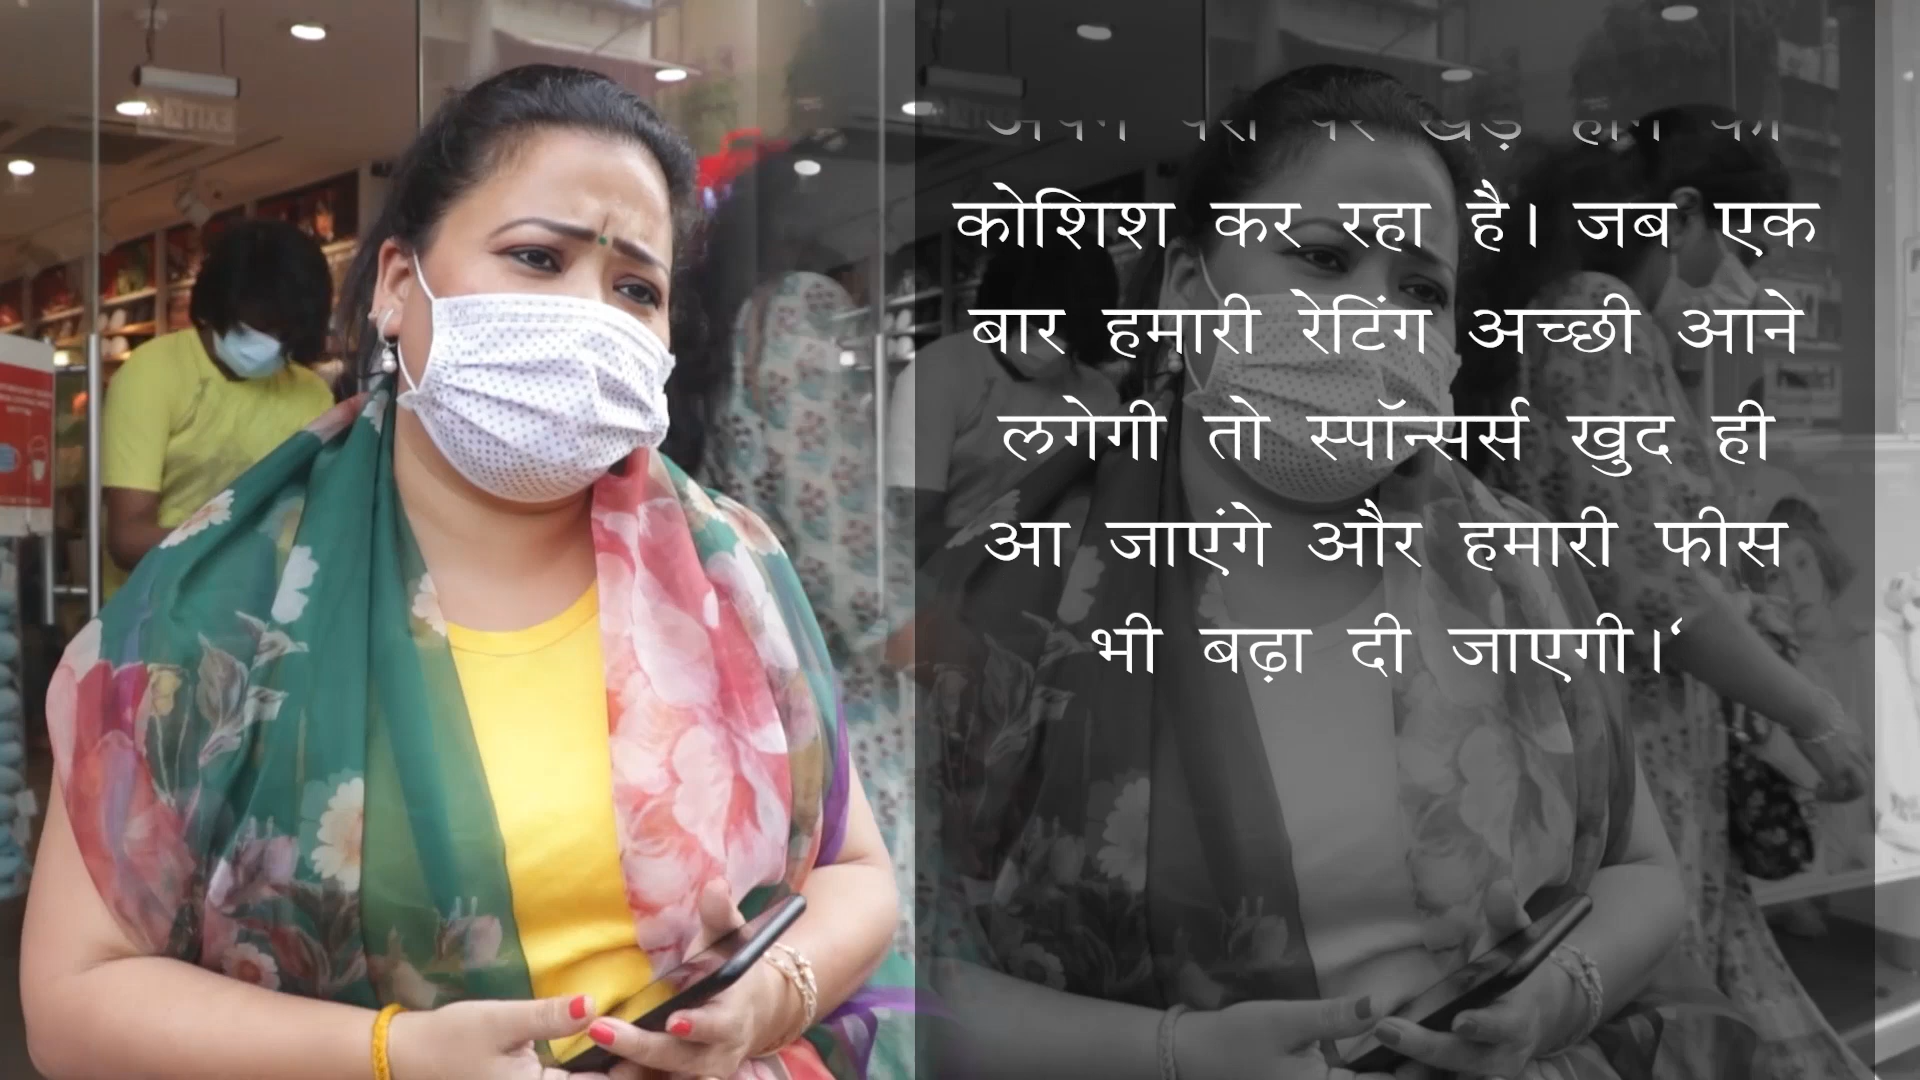 कोशिश कर रहा है। जब एक
बार हमारी रेटिंग अच्छी आने
लगेगी तो स्पॉन्सर्स खुद ही
आ जाएंगे और हमारी फीस
भी बढ़ा दी जाएगी।‘